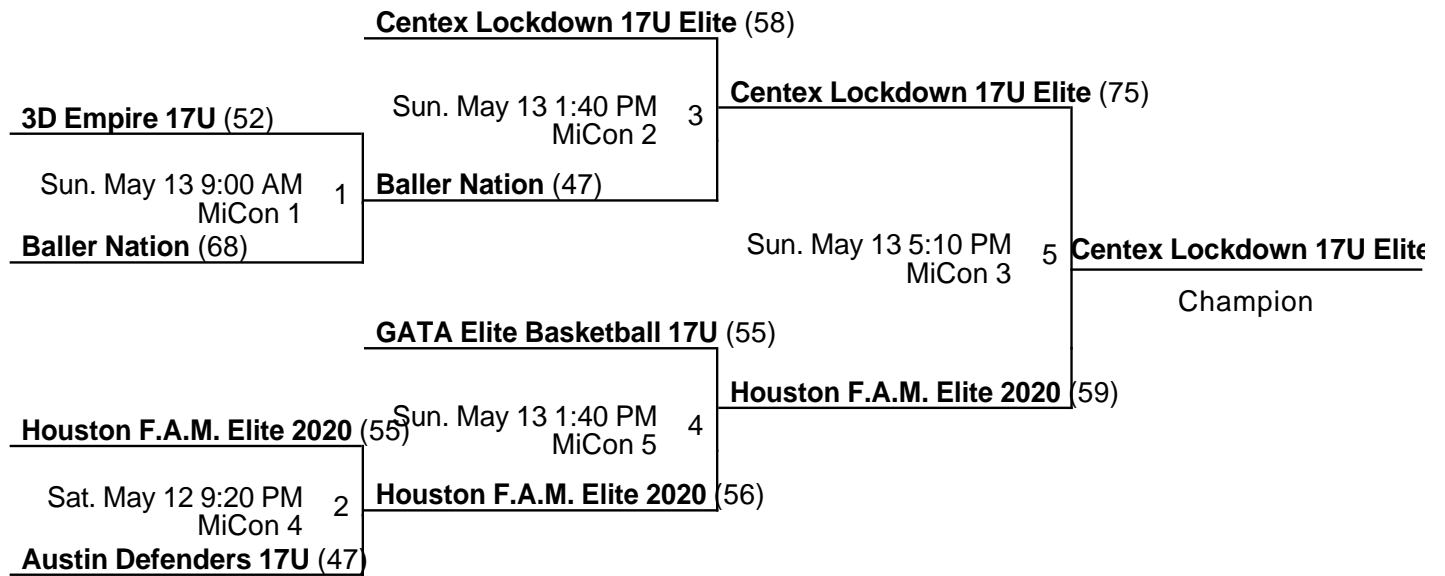 Centex Lockdown 17U Elite (58)
3D Empire 17U (52)
Sun. May 13 1:40 PM
MiCon 2
3
Centex Lockdown 17U Elite (75)
Sun. May 13 9:00 AM
MiCon 1
1
Baller Nation (47)
Baller Nation (68)
Sun. May 13 5:10 PM
MiCon 3
5
Centex Lockdown 17U Elite
Champion
GATA Elite Basketball 17U (55)
Houston F.A.M. Elite 2020 (55)
Sun. May 13 1:40 PM
MiCon 5
4
Houston F.A.M. Elite 2020 (59)
Sat. May 12 9:20 PM
MiCon 4
2
Houston F.A.M. Elite 2020 (56)
Austin Defenders 17U (47)